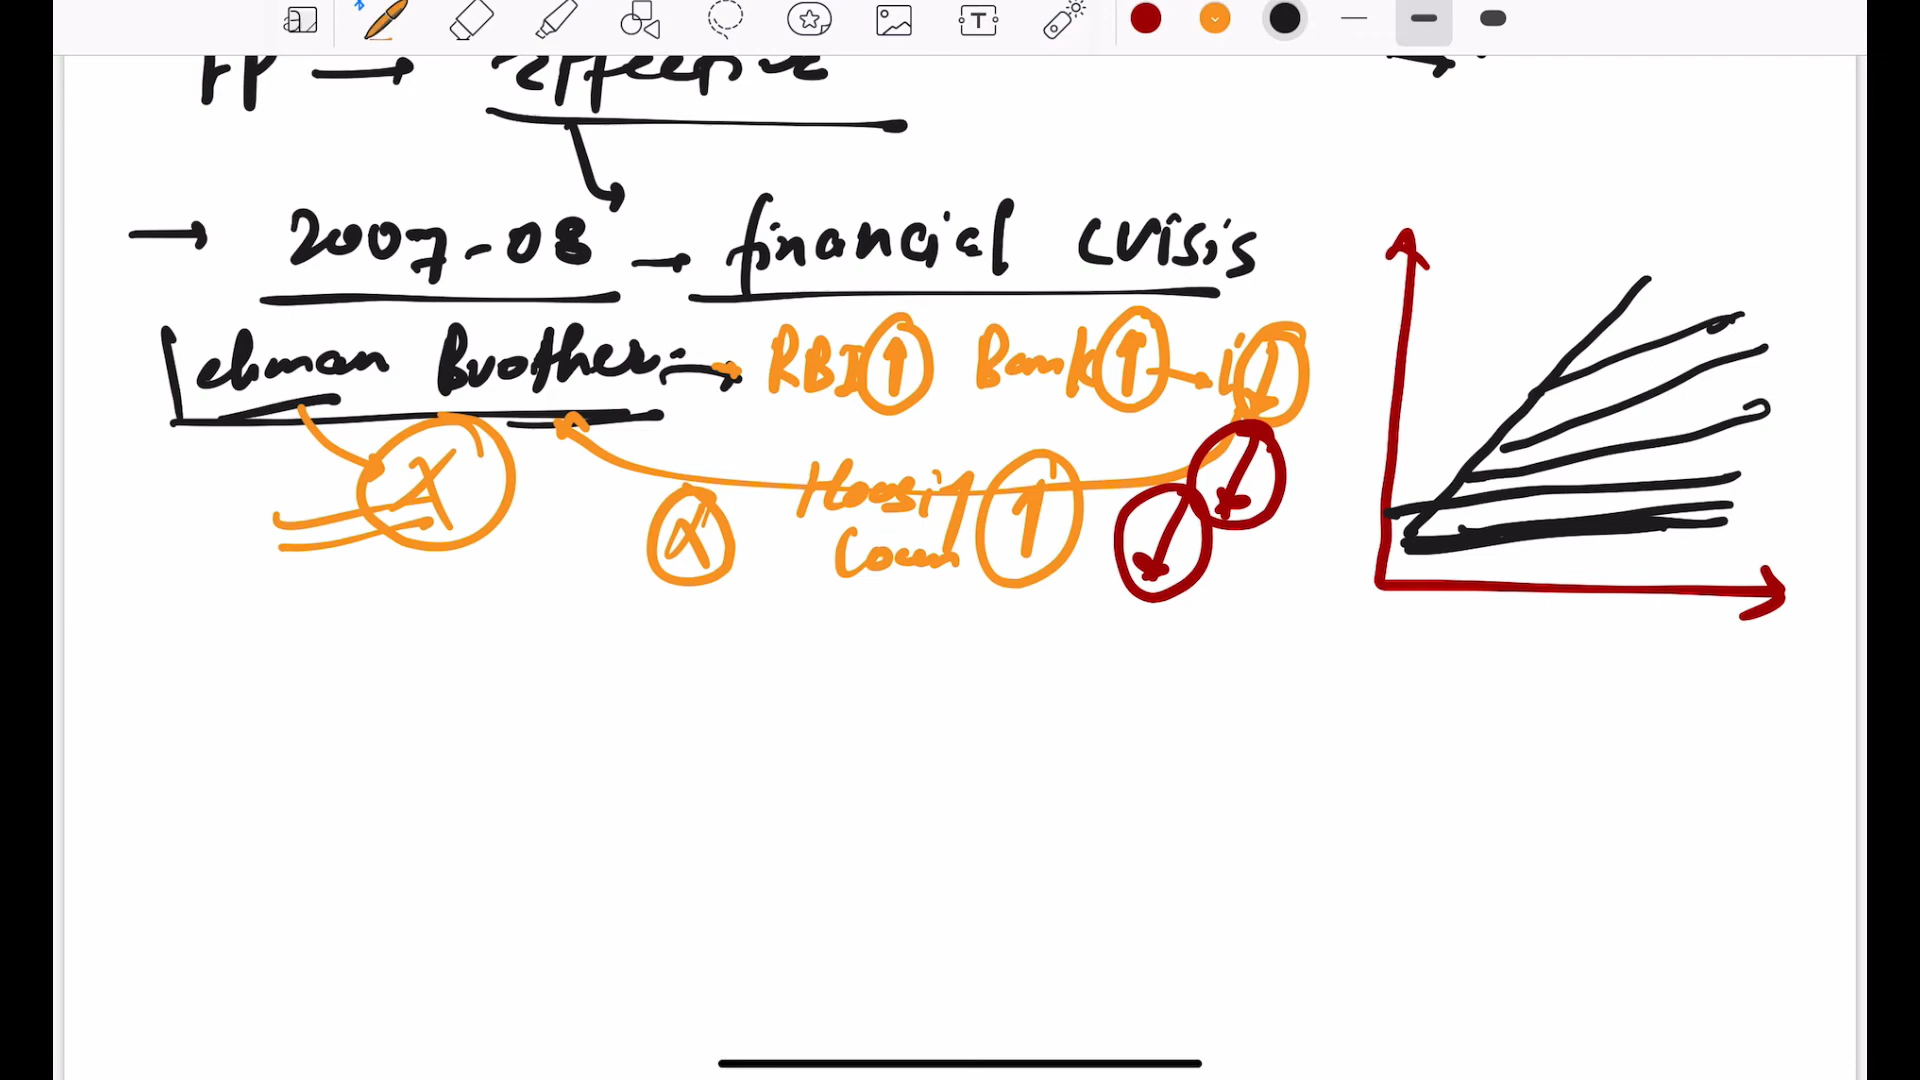 FP → effective
→ 2007-08 → financial crisis
Lehman Brothers → RBI ↑ Bank ↑ → i ↓
X Housing ↑
X Loan